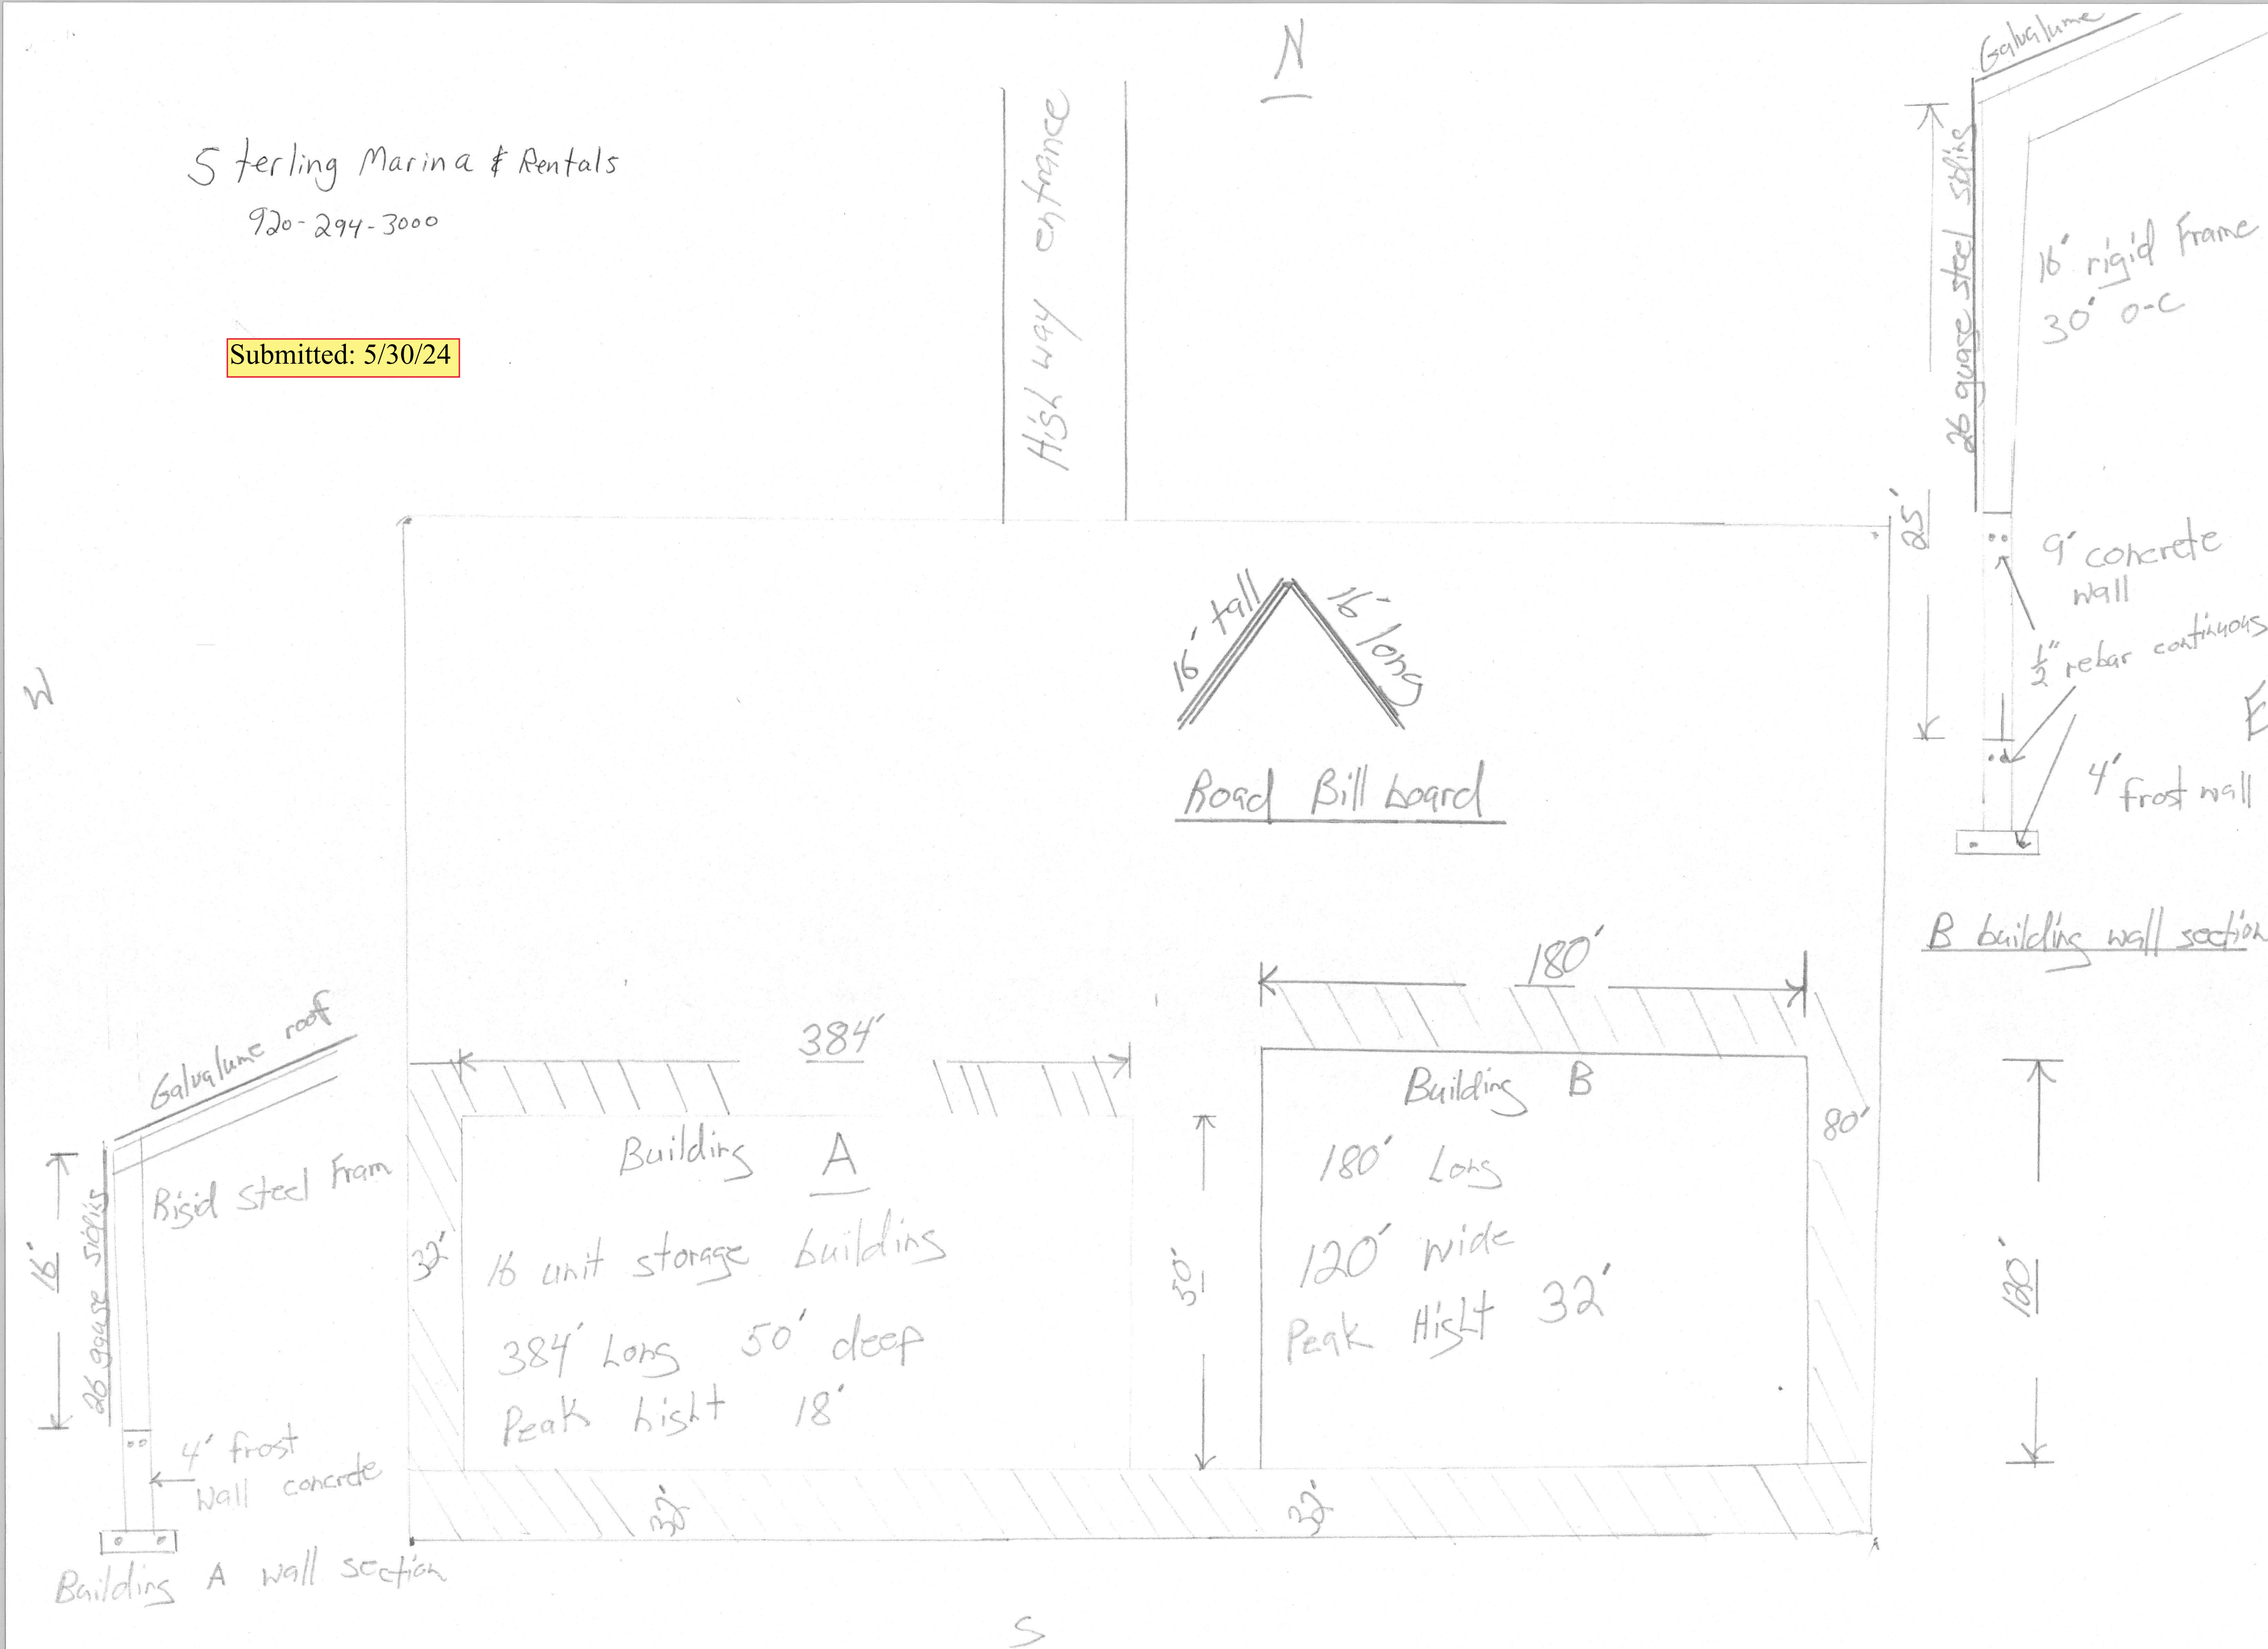 N
Sterling Marina & Rentals
920-294-3000
Submitted: 5/30/24
High way entrance
Galvalume
26 guase steel siding
16' rigid Frame
30' o-c
25'
9' concrete
wall
1/2" rebar continuous
4' frost wall
B building wall section
W
E
16' tall
16' long
Road Bill board
180'
384'
Building A
16 unit storage building
384' Long 50' deep
Peak hight 18'
32'
50'
Building B
180' Long
120' wide
Peak Hight 32'
80'
120'
32'
32'
Galvalume roof
Rigid steel Fram
16'
26 gause siding
4' frost
wall concrete
Building A wall section
S